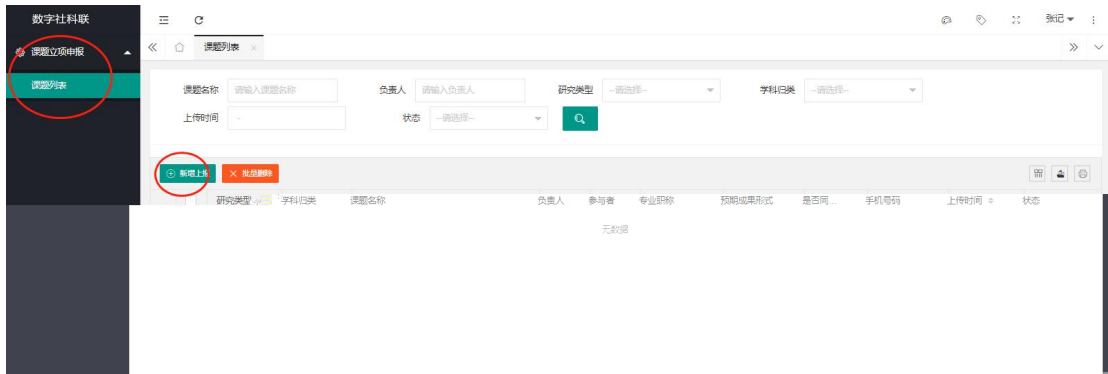 数字社科联
张记
课题立项申报
课题列表
课题列表
课题名称 请输入课题名称 负责人 请输入负责人 研究类型 --请选择-- 学科归类 --请选择--
上传时间 - 状态 --请选择--
新增上报 批量删除
研究类型 学科归类 课题名称 负责人 参与者 专业职称 预期成果形式 是否同... 手机号码 上传时间 状态
无数据